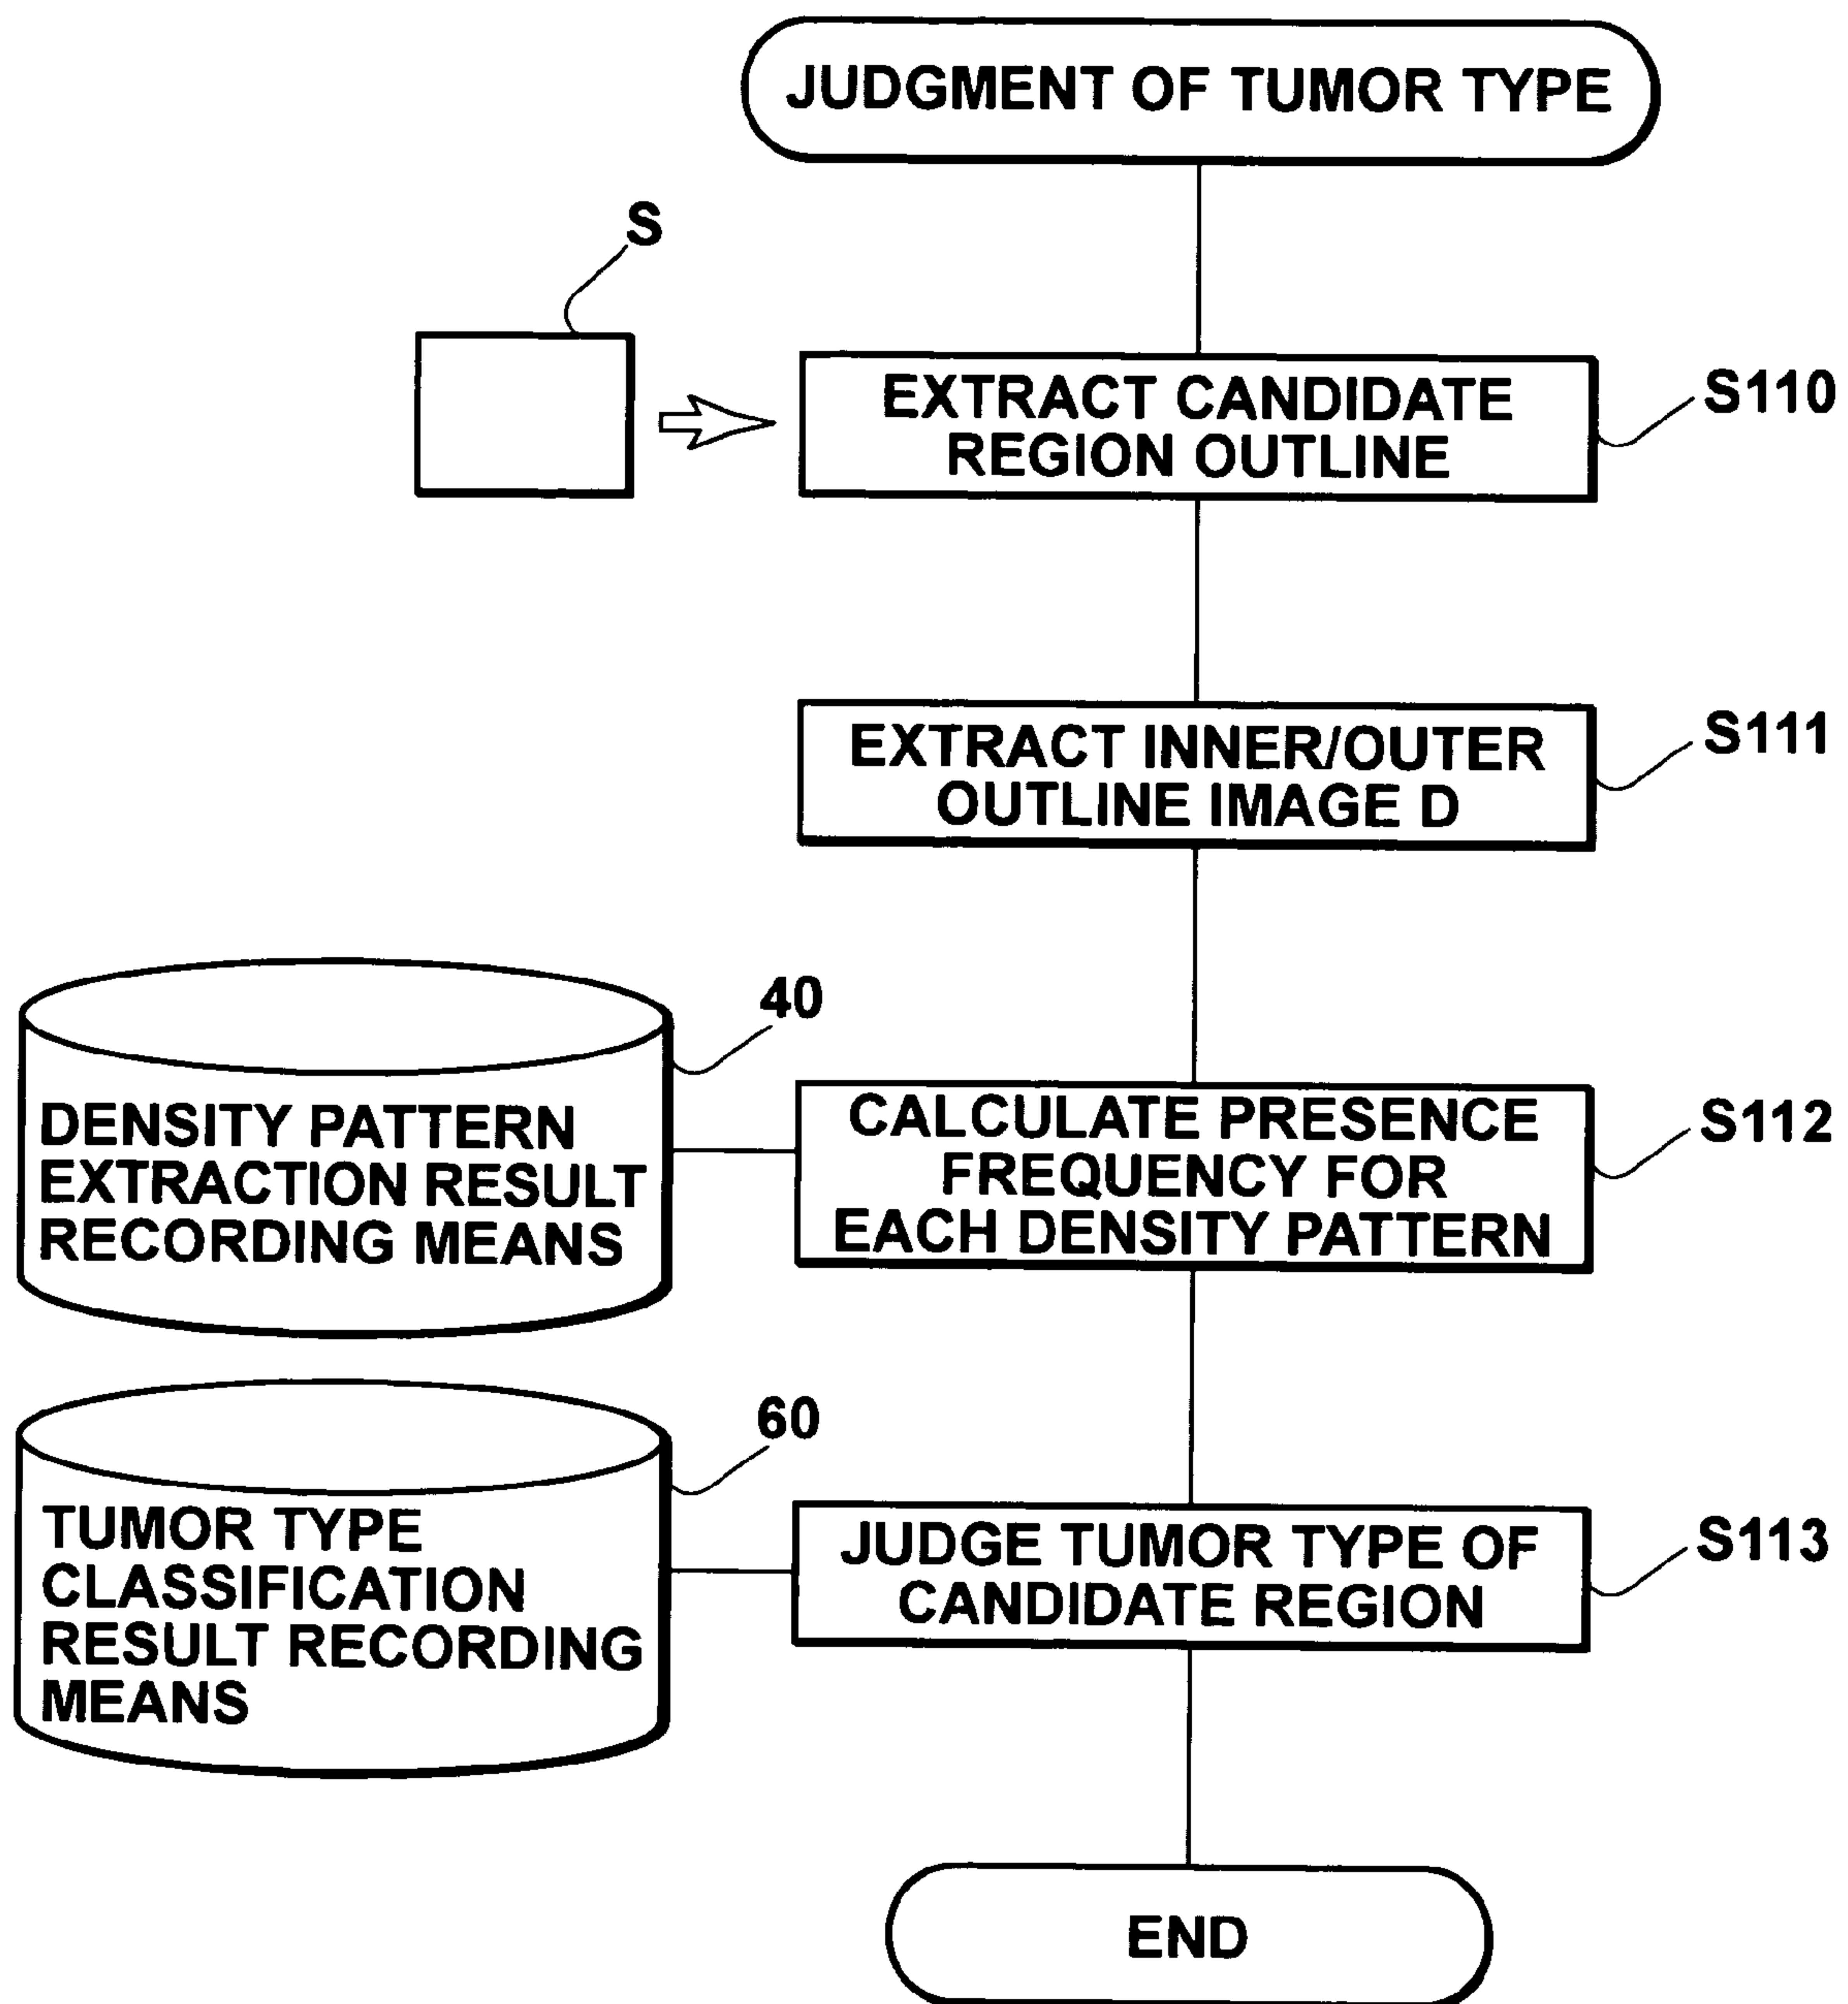 JUDGMENT OF TUMOR TYPE
S
EXTRACT CANDIDATE
REGION OUTLINE
S110
EXTRACT INNER/OUTER
OUTLINE IMAGE D
S111
40
DENSITY PATTERN
EXTRACTION RESULT
RECORDING MEANS
CALCULATE PRESENCE
FREQUENCY FOR
EACH DENSITY PATTERN
S112
60
TUMOR TYPE
CLASSIFICATION
RESULT RECORDING
MEANS
JUDGE TUMOR TYPE OF
CANDIDATE REGION
S113
END